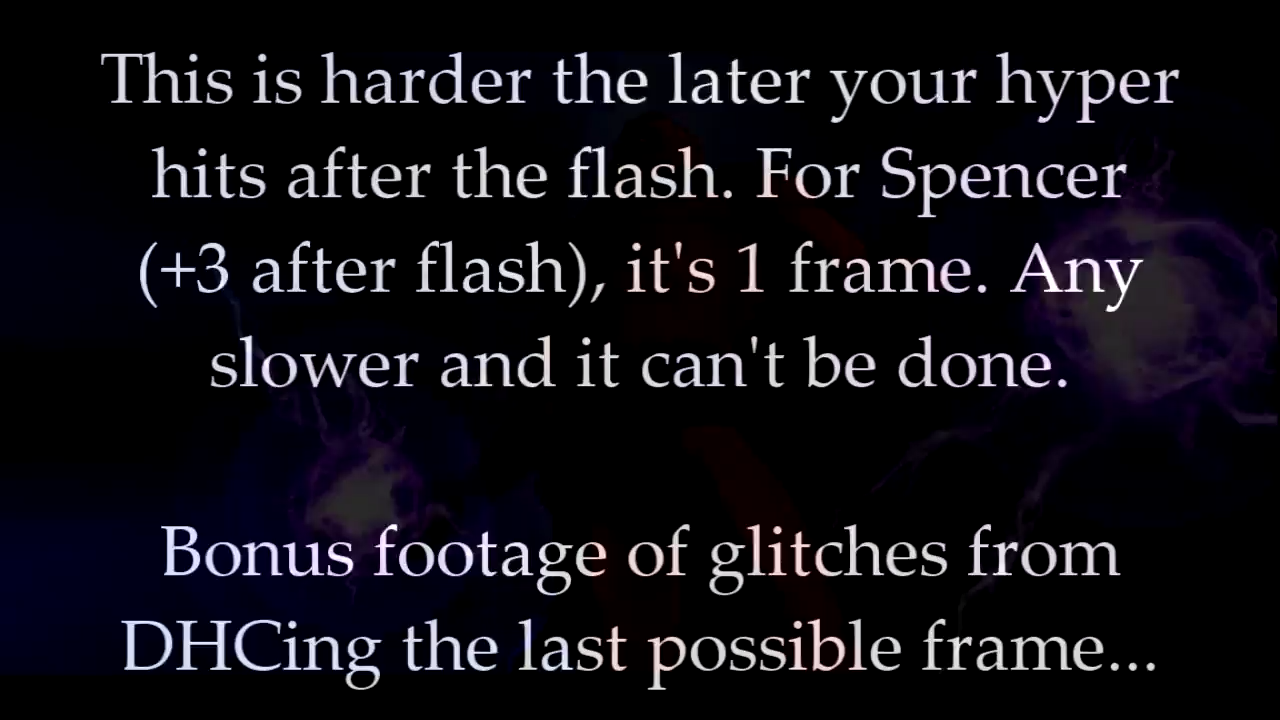 This is harder the later your hyper
hits after the flash. For Spencer
(+3 after flash), it's 1 frame. Any
slower and it can't be done.
Bonus footage of glitches from
DHCing the last possible frame...